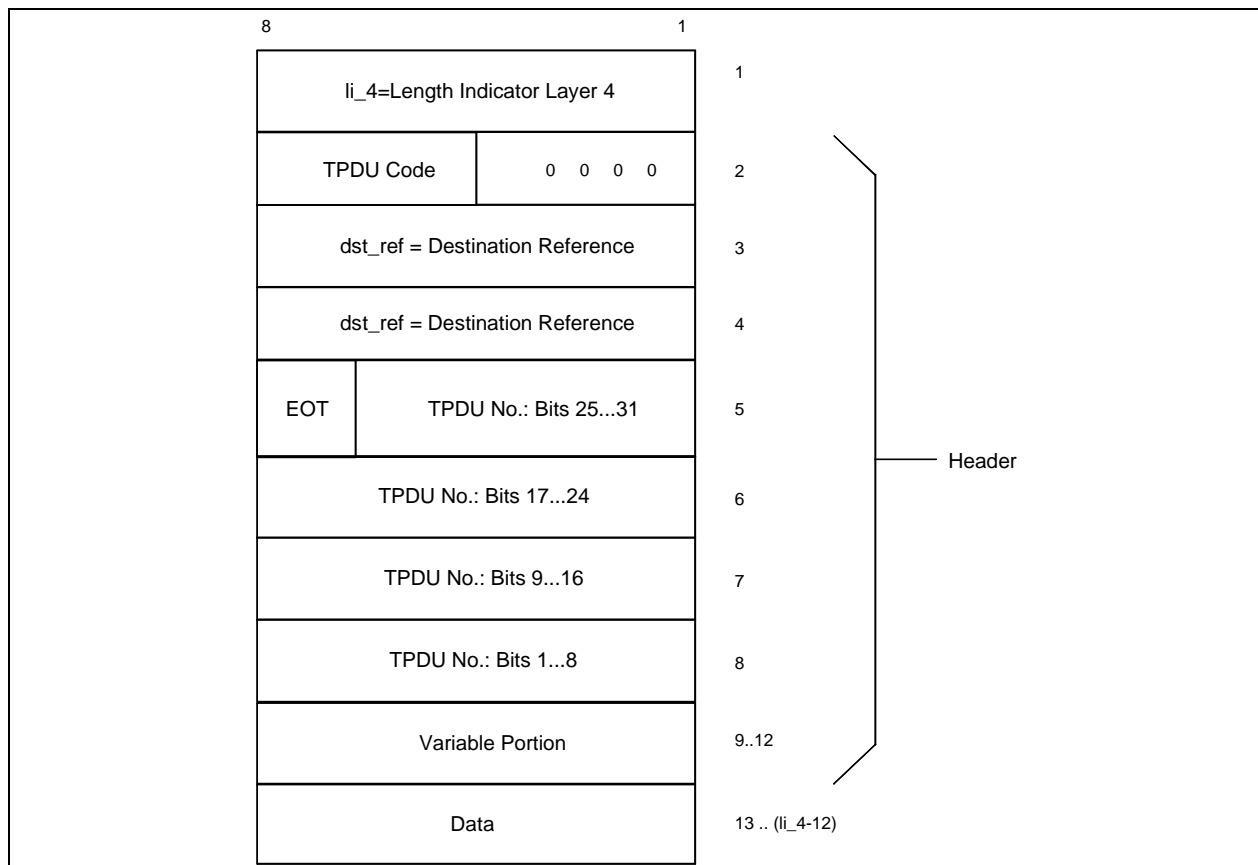 8 1
li_4=Length Indicator Layer 4 1
TPDU Code 0 0 0 0 2
dst_ref = Destination Reference 3
dst_ref = Destination Reference 4
EOT TPDU No.: Bits 25...31 5
Header
TPDU No.: Bits 17...24 6
TPDU No.: Bits 9...16 7
TPDU No.: Bits 1...8 8
Variable Portion 9..12
Data 13 .. (li_4-12)